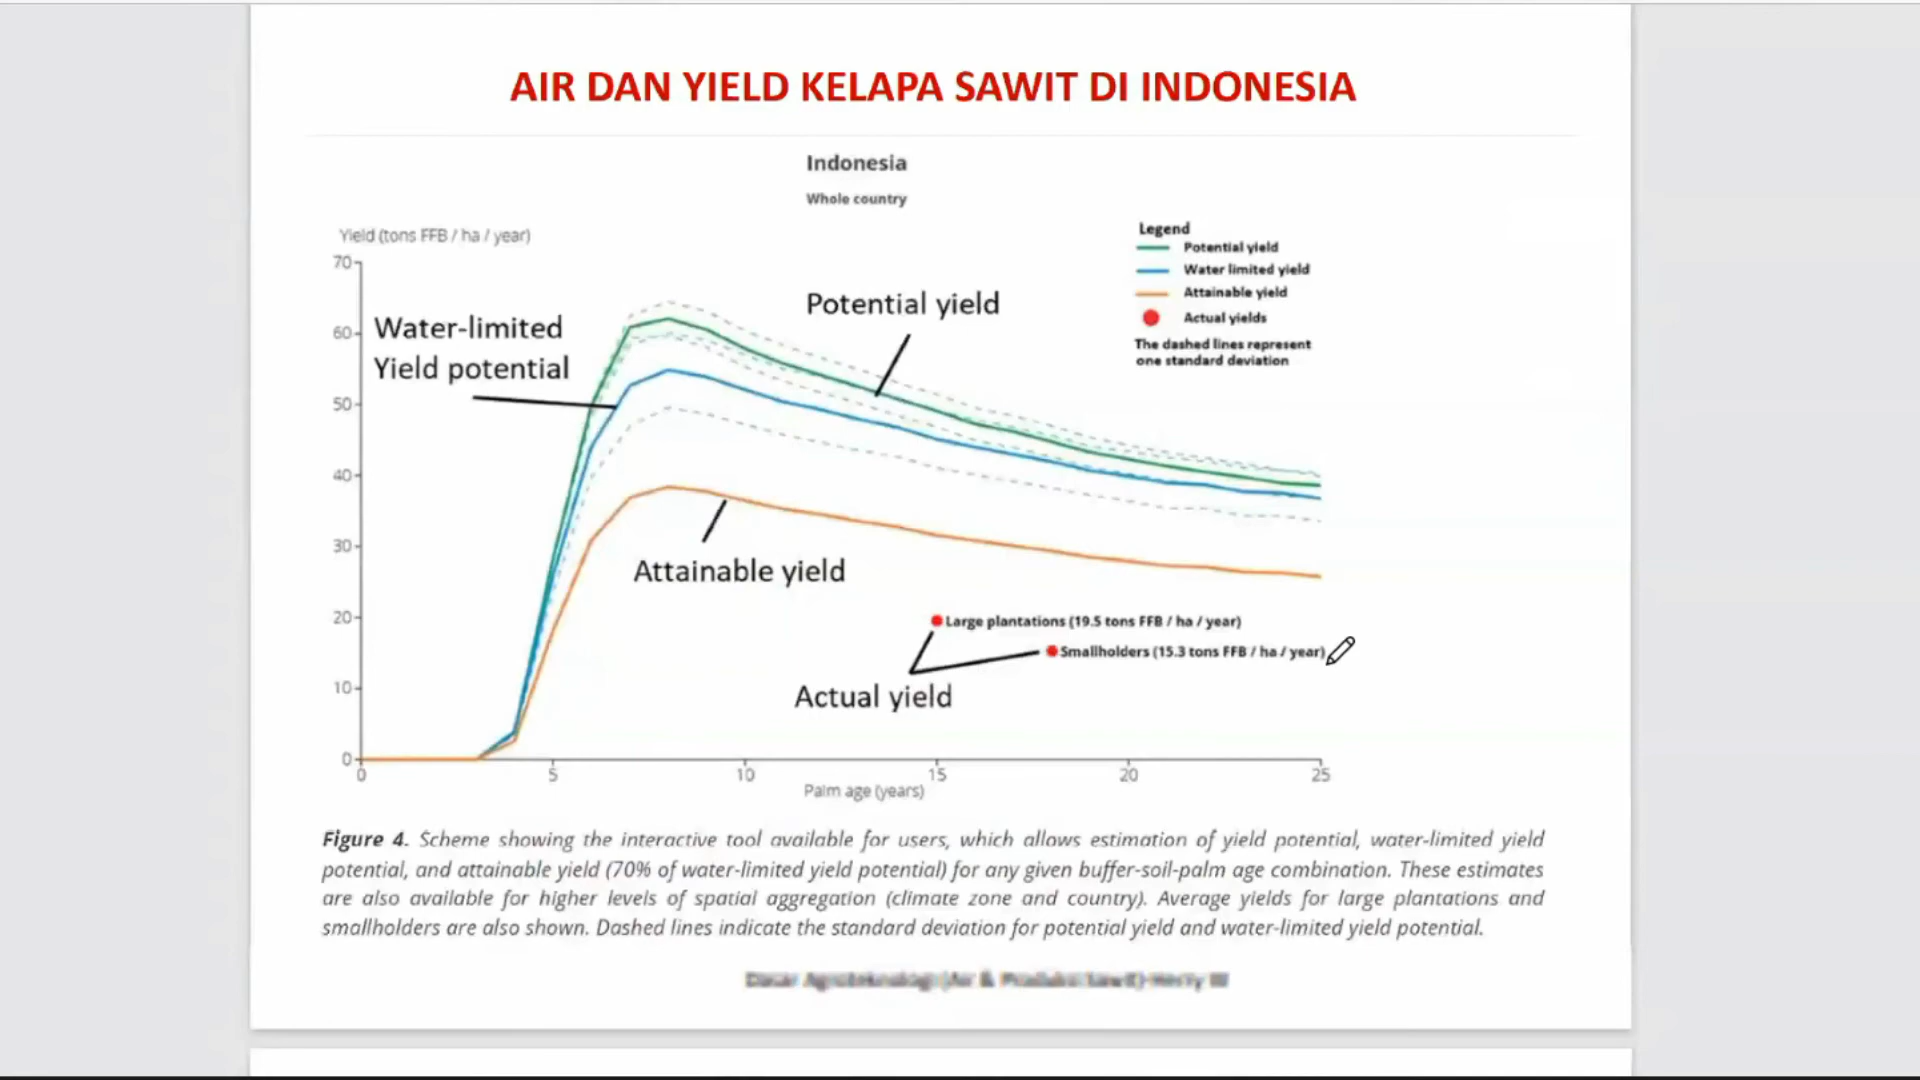 AIR DAN YIELD KELAPA SAWIT DI INDONESIA
Indonesia
Whole country
Yield (tons FFB / ha / year)
Legend
Potential yield
Water limited yield
Attainable yield
Actual yields
The dashed lines represent
one standard deviation
70
60
50
40
30
20
10
0
Water-limited
Yield potential
Potential yield
Attainable yield
Large plantations (19.5 tons FFB / ha / year)
Smallholders (15.3 tons FFB / ha / year)
Actual yield
0 5 10 15 20 25
Palm age (years)
Figure 4. Scheme showing the interactive tool available for users, which allows estimation of yield potential, water-limited yield
potential, and attainable yield (70% of water-limited yield potential) for any given buffer-soil-palm age combination. These estimates
are also available for higher levels of spatial aggregation (climate zone and country). Average yields for large plantations and
smallholders are also shown. Dashed lines indicate the standard deviation for potential yield and water-limited yield potential.